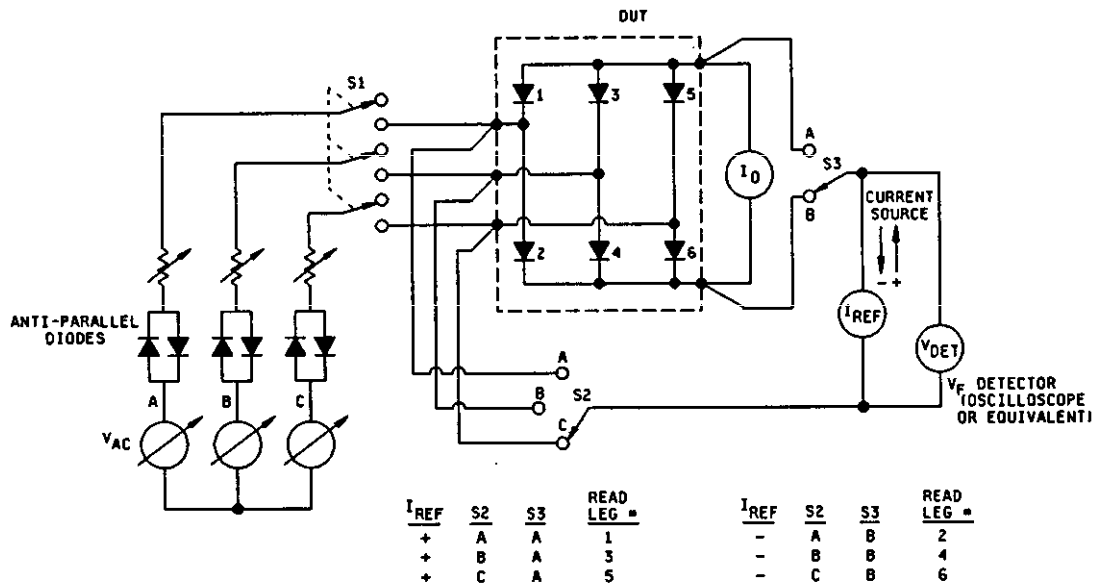 DUT
S1
1
3
5
2
4
6
IO
A
S3
B
CURRENT
SOURCE
- +
IREF
VDET
ANTI-PARALLEL
DIODES
A
B
C
VAC
A
B
S2
C
VF DETECTOR
(OSCILLOSCOPE
OR EQUIVALENT)
IREF S2 S3 READ LEG *
+ A A 1
+ B A 3
+ C A 5
IREF S2 S3 READ LEG *
- A B 2
- B B 4
- C B 6